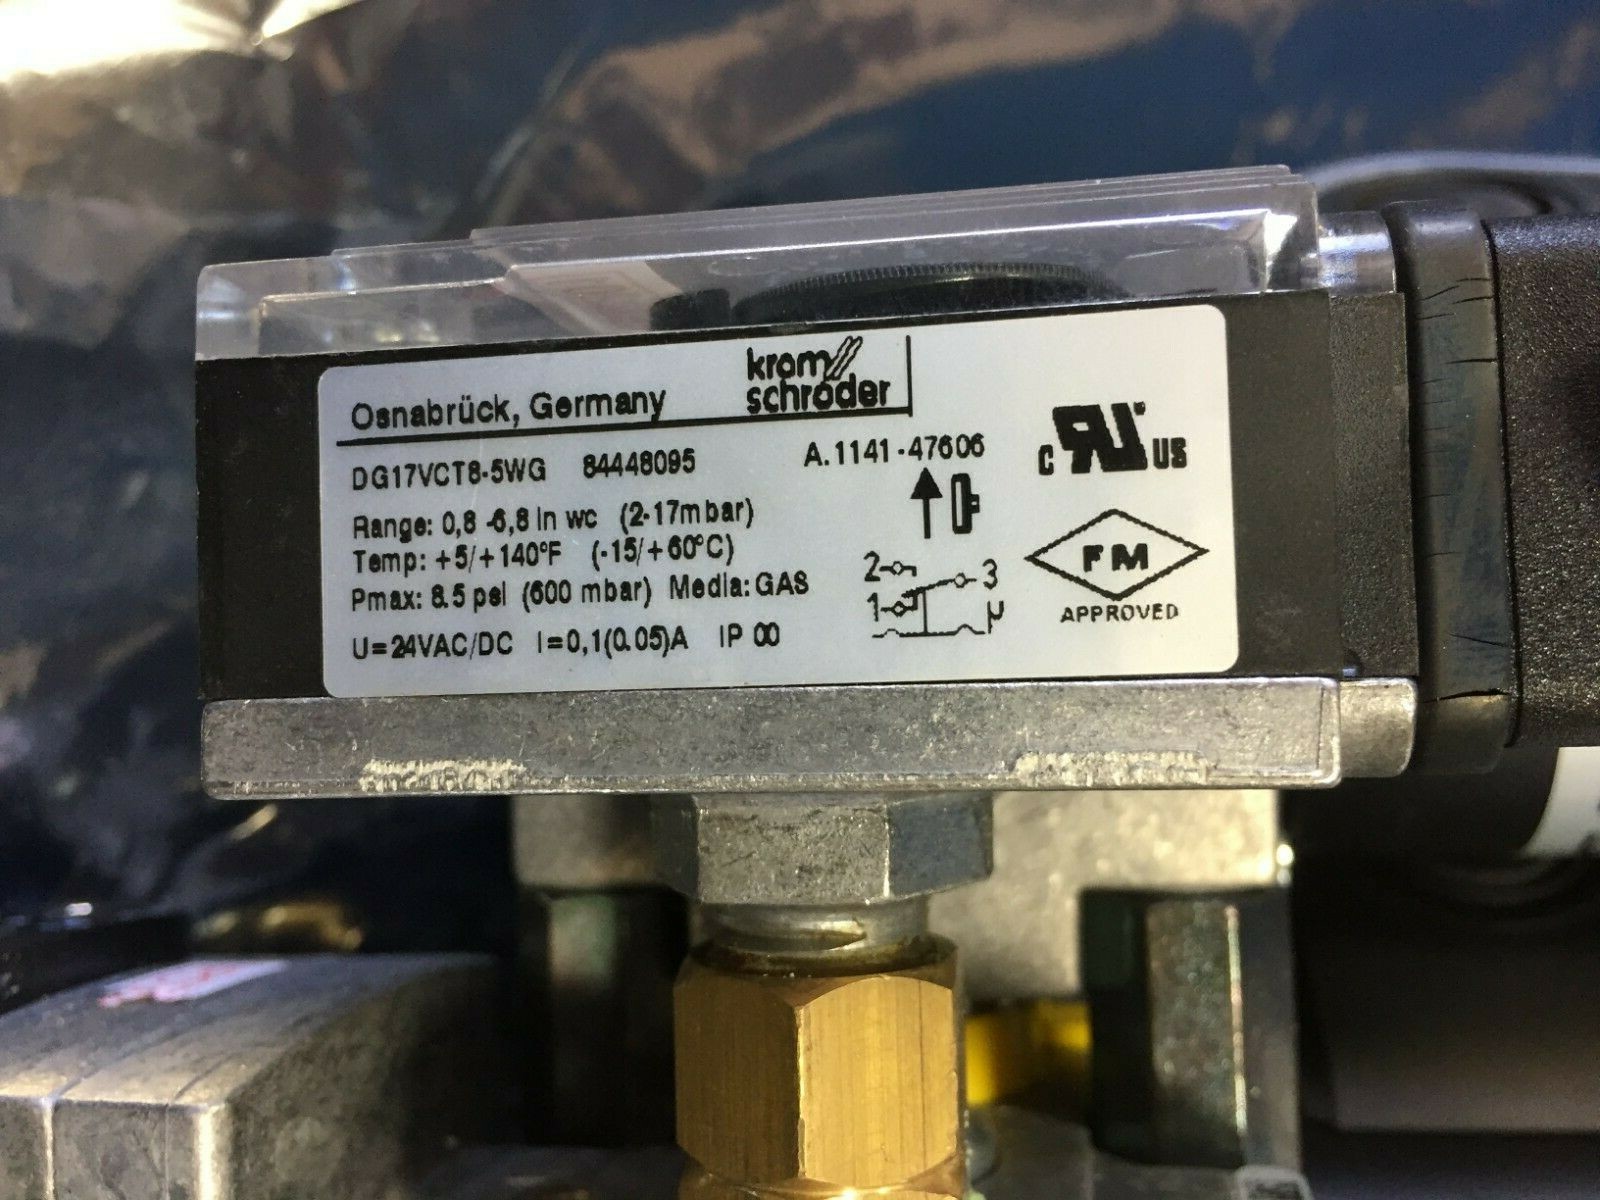 Osnabrück, Germany krom schröder
DG17VCT8-5WG 84448095 A.1141-47606
Range: 0,8 -6,8 in wc (2-17mbar)
Temp: +5/+140°F (-15/+60°C)
Pmax: 8.5 psi (600 mbar) Media: GAS
U=24VAC/DC I=0,1(0.05)A IP 00
2
3
1
c RU US
FM
APPROVED